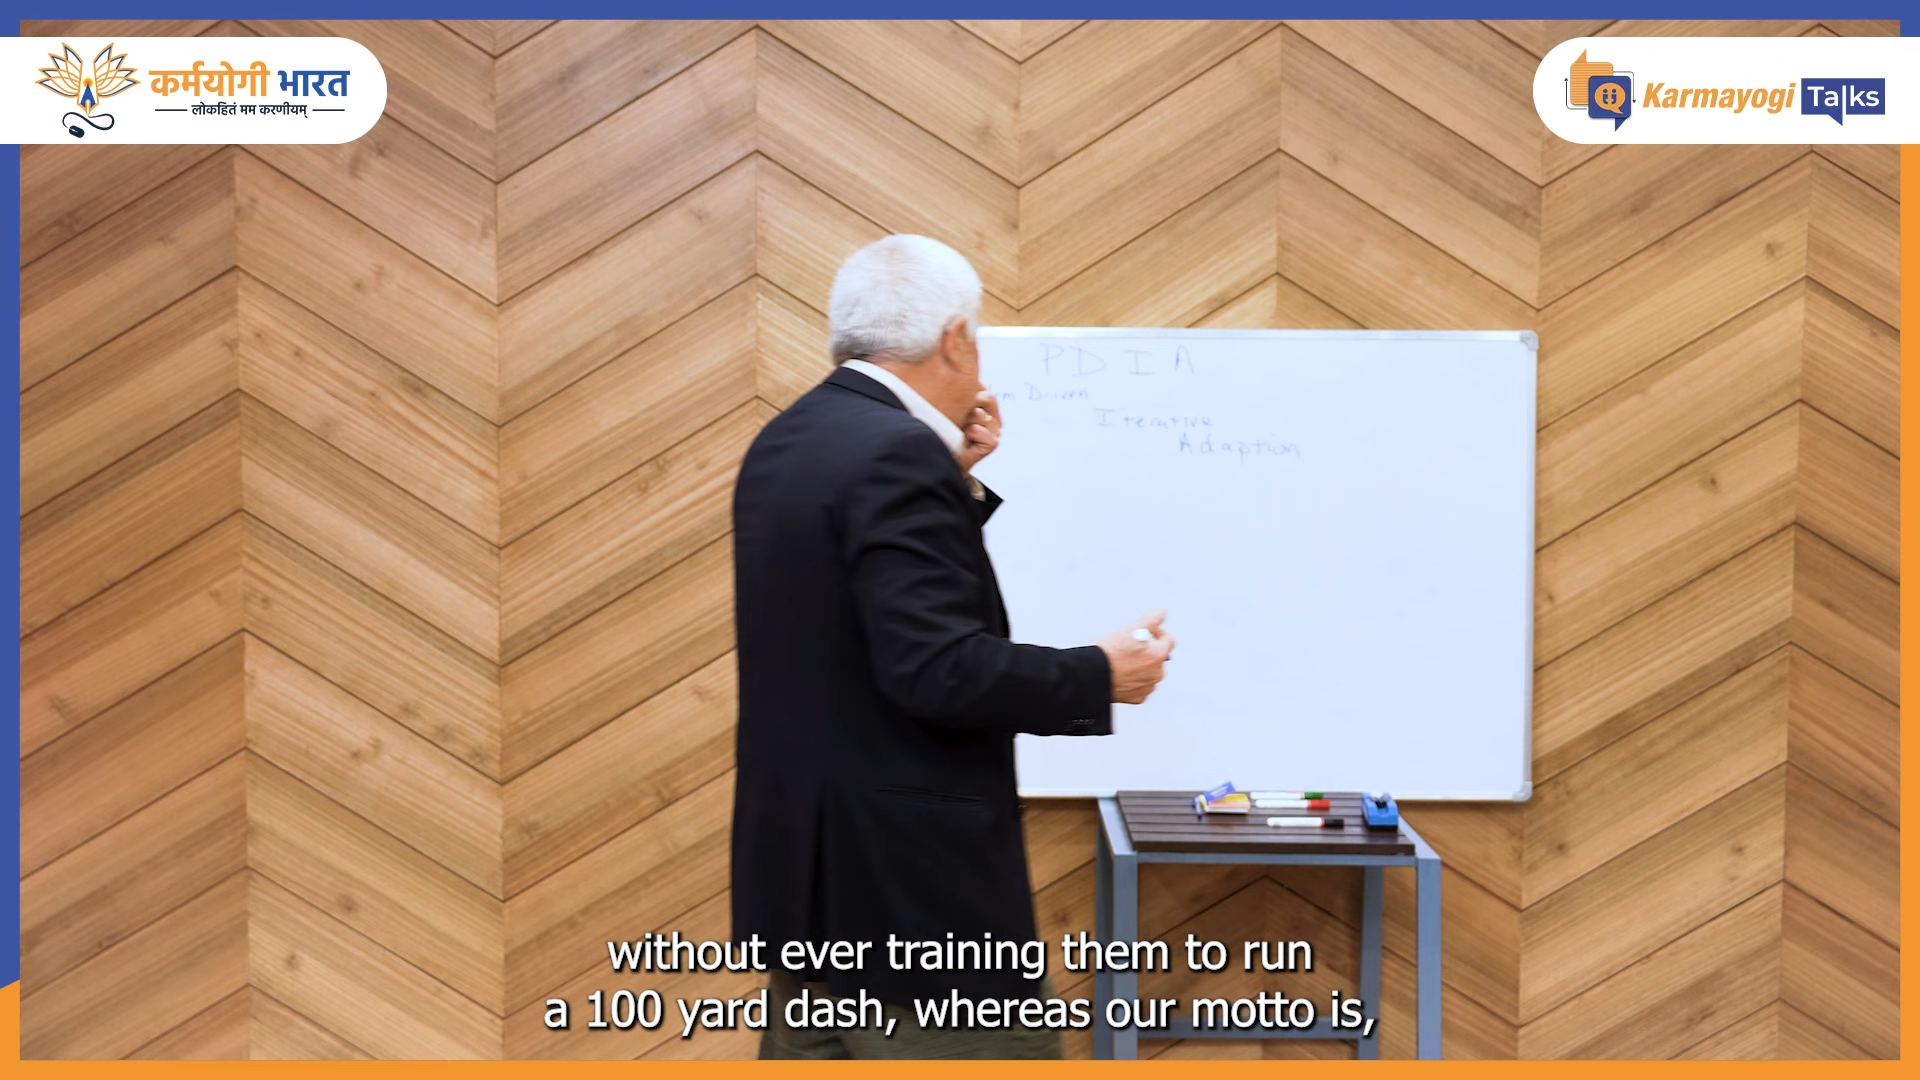 कर्मयोगी भारत
लोकहितं मम करणीयम्
Karmayogi Talks
P D I A
Driven
Iterative
Adaption
without ever training them to run
a 100 yard dash, whereas our motto is,